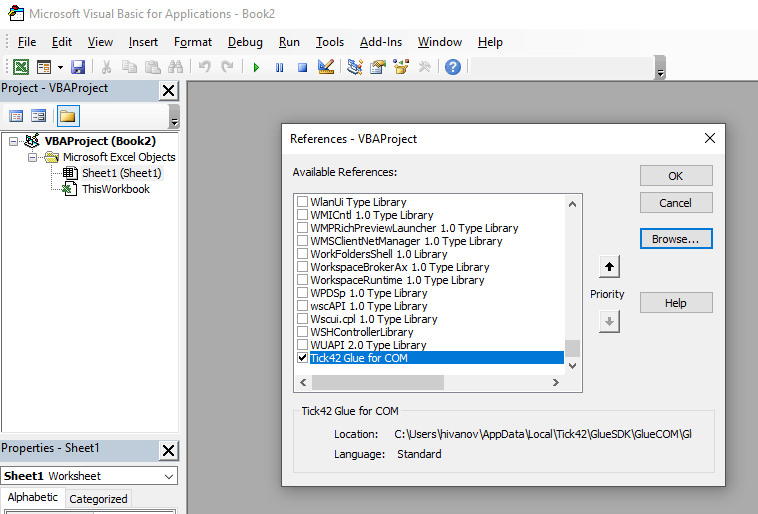 Microsoft Visual Basic for Applications - Book2
File Edit View Insert Format Debug Run Tools Add-Ins Window Help
Project - VBAProject
VBAProject (Book2)
Microsoft Excel Objects
Sheet1 (Sheet1)
ThisWorkbook
Properties - Sheet1
Sheet1 Worksheet
Alphabetic Categorized
References - VBAProject
Available References:
WlanUi Type Library
WMICntl 1.0 Type Library
WMPRichPreviewLauncher 1.0 Type Library
WMSClientNetManager 1.0 Type Library
WorkFoldersShell 1.0 Library
WorkspaceBrokerAx 1.0 Type Library
WorkspaceRuntime 1.0 Type Library
WPDSp 1.0 Type Library
wscAPI 1.0 Type Library
Wscui.cpl 1.0 Type Library
WSHControllerLibrary
WUAPI 2.0 Type Library
Tick42 Glue for COM
OK
Cancel
Browse...
Priority
Help
Tick42 Glue for COM
Location: C:\Users\hivanov\AppData\Local\Tick42\GlueSDK\GlueCOM\Gl
Language: Standard